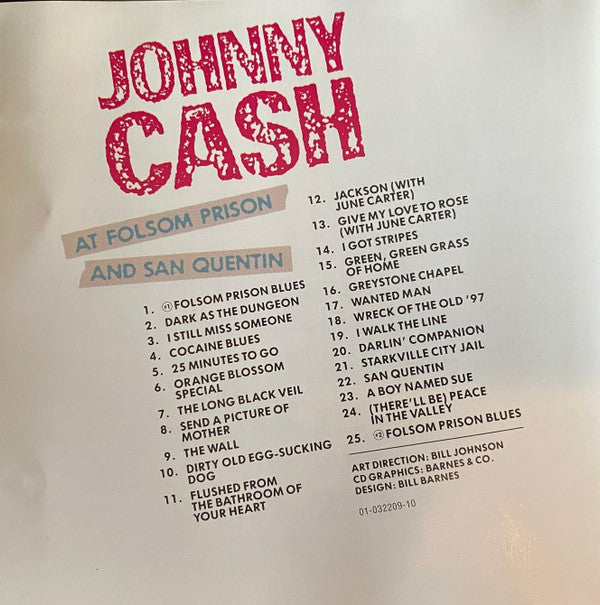 JOHNNY
CASH
AT FOLSOM PRISON
AND SAN QUENTIN
1. #1 FOLSOM PRISON BLUES
2. DARK AS THE DUNGEON
3. I STILL MISS SOMEONE
4. COCAINE BLUES
5. 25 MINUTES TO GO
6. ORANGE BLOSSOM
SPECIAL
7. THE LONG BLACK VEIL
8. SEND A PICTURE OF
MOTHER
9. THE WALL
10. DIRTY OLD EGG-SUCKING
DOG
11. FLUSHED FROM
THE BATHROOM OF
YOUR HEART
12. JACKSON (WITH
JUNE CARTER)
13. GIVE MY LOVE TO ROSE
(WITH JUNE CARTER)
14. I GOT STRIPES
15. GREEN, GREEN GRASS
OF HOME
16. GREYSTONE CHAPEL
17. WANTED MAN
18. WRECK OF THE OLD '97
19. I WALK THE LINE
20. DARLIN' COMPANION
21. STARKVILLE CITY JAIL
22. SAN QUENTIN
23. A BOY NAMED SUE
24. (THERE'LL BE) PEACE
IN THE VALLEY
25. #2 FOLSOM PRISON BLUES
ART DIRECTION: BILL JOHNSON
CD GRAPHICS: BARNES & CO.
DESIGN: BILL BARNES
01-032209-10